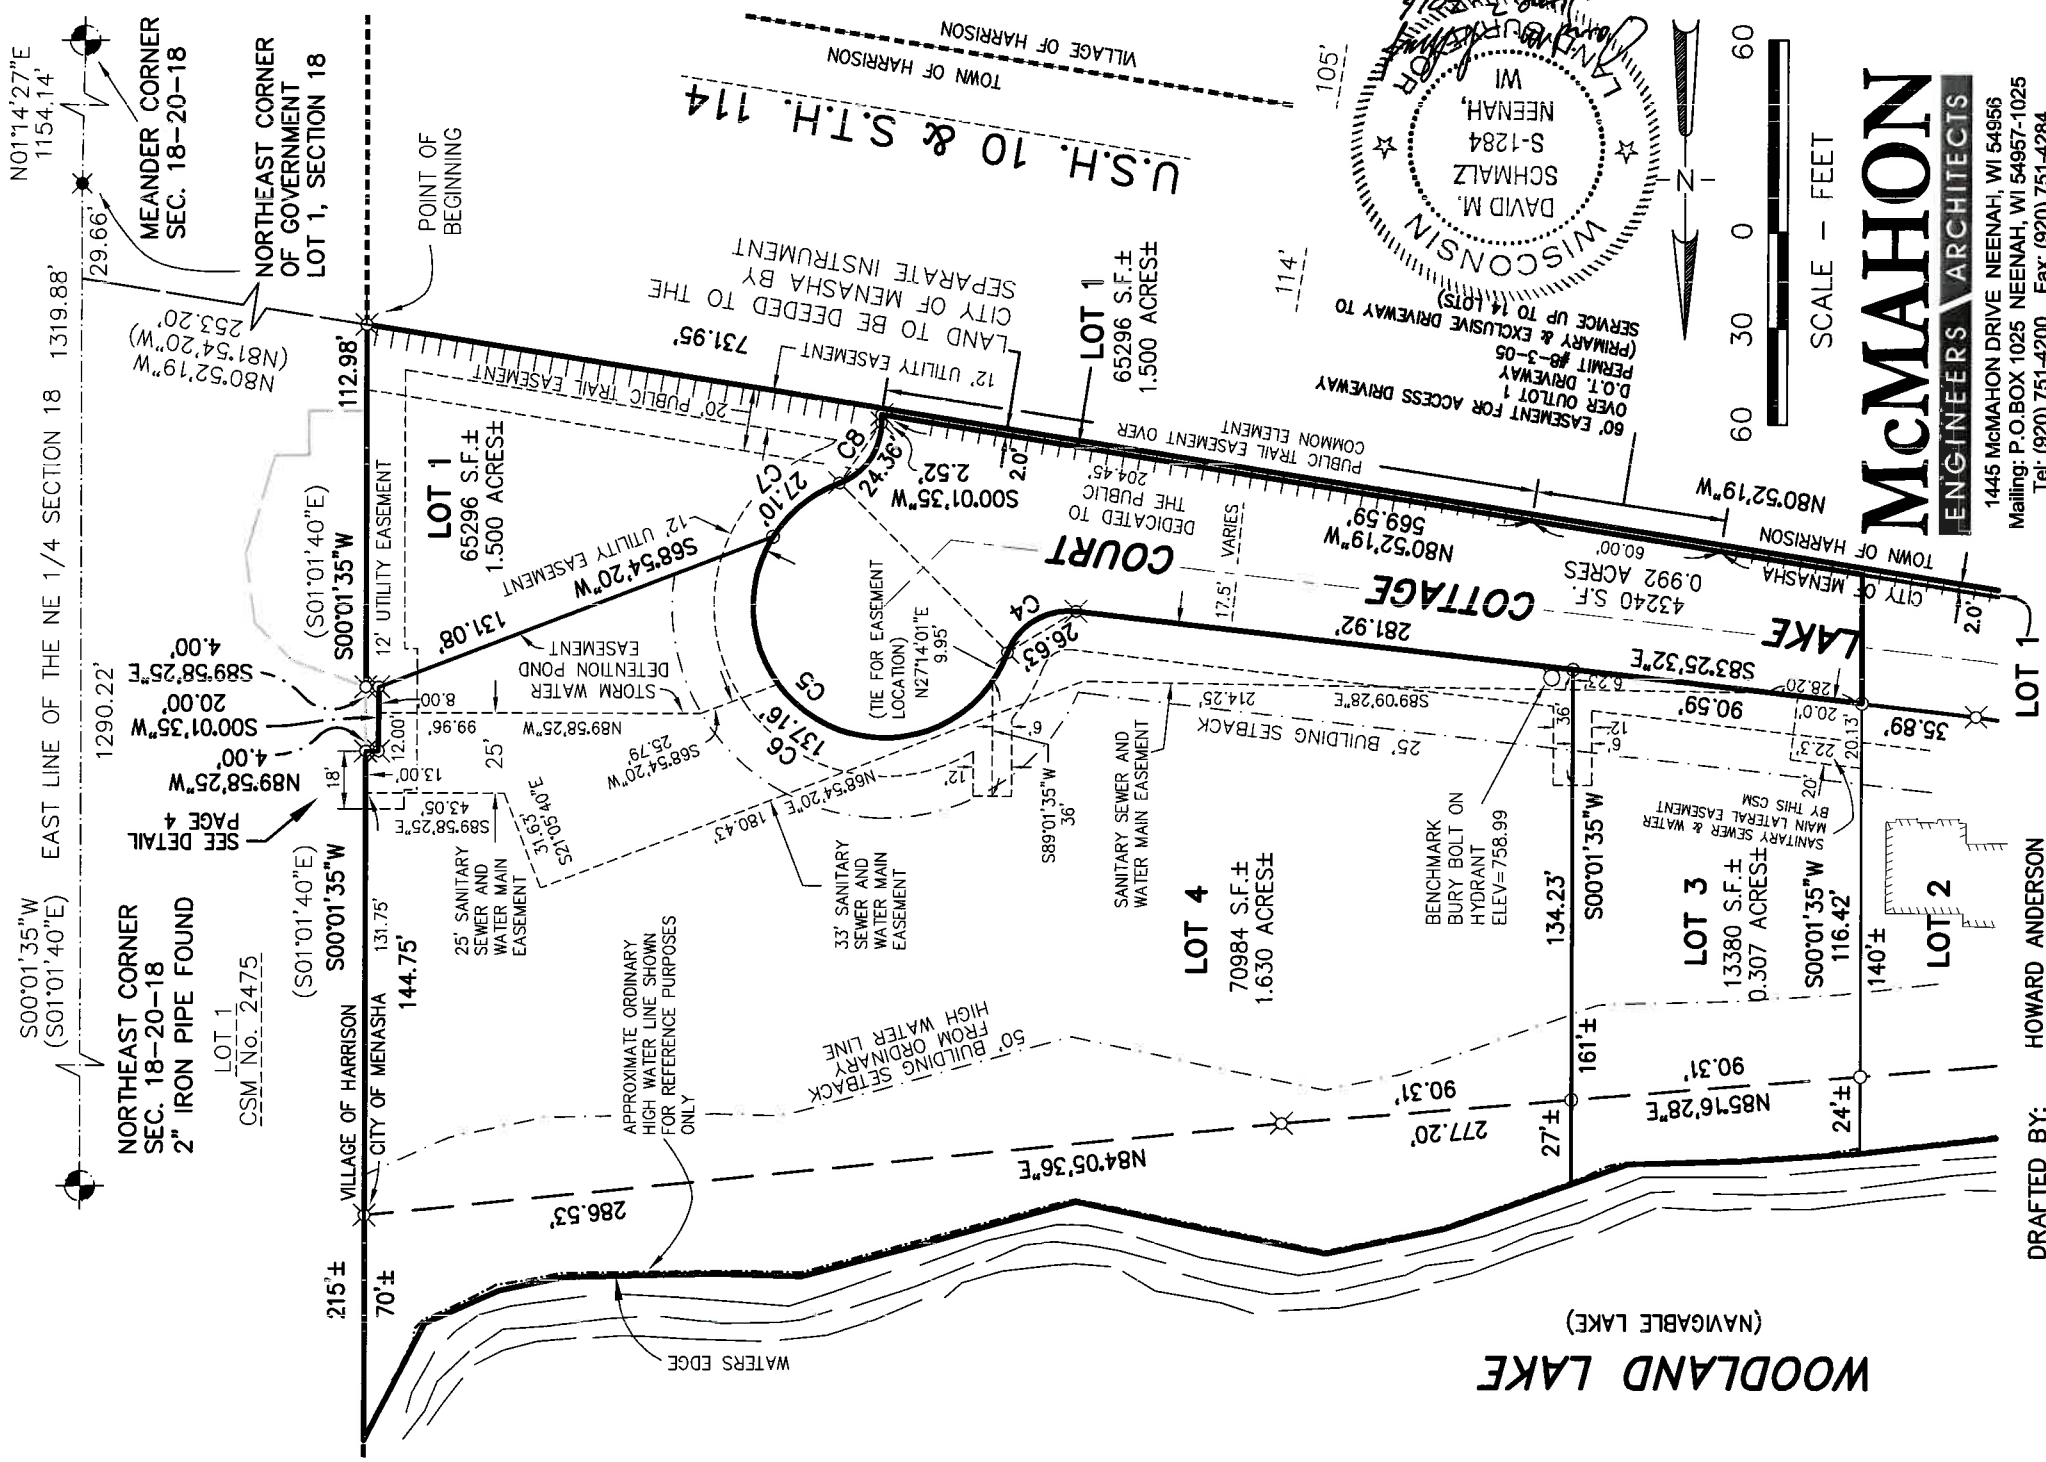 N01°14'27"E
1154.14'
MEANDER CORNER
SEC. 18-20-18
NORTHEAST CORNER
OF GOVERNMENT
LOT 1, SECTION 18
29.66'
1319.88'
EAST LINE OF THE NE 1/4 SECTION 18
1290.22'
S00°01'35"W
(S01°01'40"E)
NORTHEAST CORNER
SEC. 18-20-18
2" IRON PIPE FOUND
LOT 1
CSM No. 2475
N80°52'19"W
(N81°54'20"W)
253.20'
POINT OF
BEGINNING
VILLAGE OF HARRISON
TOWN OF HARRISON
U.S.H. 10 & S.T.H. 114
105'
114'
112.98'
(S01°01'40"E)
S00°01'35"W
12' UTILITY EASEMENT
LOT 1
65296 S.F.±
1.500 ACRES±
20' PUBLIC TRAIL EASEMENT
731.95'
12' UTILITY EASEMENT
LAND TO BE DEEDED TO THE
CITY OF MENASHA BY
SEPARATE INSTRUMENT
LOT 1
65296 S.F.±
1.500 ACRES±
S89°58'25"E
4.00'
S00°01'35"W
20.00'
N89°58'25"W
4.00'
SEE DETAIL
PAGE 4
18'
12.00'
8.00'
13.00'
131.08'
S68°54'20"W
12' UTILITY EASEMENT
STORM WATER
DETENTION POND
EASEMENT
99.96'
N89°58'25"W
25'
S68°54'20"W
25.79'
43.05'
S89°58'25"E
31.63'
S21°05'40"E
25' SANITARY
SEWER AND
WATER MAIN
EASEMENT
180.43'
N68°54'20"E
33' SANITARY
SEWER AND
WATER MAIN
EASEMENT
C5
C6
137.16'
C7
27.10'
C8
24.36'
C4
26.63'
S00°01'35"W
2.52'
2.0'
(TIE FOR EASEMENT
LOCATION)
N27°14'01"E
9.95'
DEDICATED TO
THE PUBLIC
204.45'
PUBLIC TRAIL EASEMENT OVER
COMMON ELEMENT
60' EASEMENT FOR ACCESS DRIVEWAY
OVER OUTLOT 1
D.O.T. DRIVEWAY
PERMIT #8-3-05
(PRIMARY & EXCLUSIVE DRIVEWAY TO
SERVICE UP TO 14 LOTS)
N80°52'19"W
569.59'
17.5' VARIES
LAKE COTTAGE COURT
43240 S.F.
0.992 ACRES
60.00'
N80°52'19"W
TOWN OF HARRISON
CITY OF MENASHA
2.0'
LOT 1
281.92'
S83°25'32"E
90.59'
35.89'
28.20'
6.23'
36'
12'
6'
20.0'
20.13'
22.3'
20'
12'
6'
S89°01'35"W
36'
214.25'
S89°09'28"E
25' BUILDING SETBACK
SANITARY SEWER AND
WATER MAIN EASEMENT
SANITARY SEWER & WATER
MAIN LATERAL EASEMENT
BY THIS CSM
BENCHMARK
BURY BOLT ON
HYDRANT
ELEV=758.99
LOT 4
70984 S.F.±
1.630 ACRES±
134.23'
S00°01'35"W
LOT 3
13380 S.F.±
0.307 ACRES±
S00°01'35"W
116.42'
140'±
LOT 2
(S01°01'40"E)
S00°01'35"W
131.75'
144.75'
VILLAGE OF HARRISON
CITY OF MENASHA
215'±
70'±
APPROXIMATE ORDINARY
HIGH WATER LINE SHOWN
FOR REFERENCE PURPOSES
ONLY
50' BUILDING SETBACK
FROM ORDINARY
HIGH WATER LINE
286.53'
N84°05'36"E
277.20'
90.31'
161'±
27'±
N85°16'28"E
90.31'
24'±
WATERS EDGE
WOODLAND LAKE
(NAVIGABLE LAKE)
WISCONSIN
DAVID M.
SCHMALZ
S-1284
NEENAH,
WI
LAND SURVEYOR
N
60 30 0 60
SCALE - FEET
McMAHON
ENGINEERS ARCHITECTS
1445 McMAHON DRIVE NEENAH, WI 54956
Mailing: P.O.BOX 1025 NEENAH, WI 54957-1025
Tel: (920) 751-4200 Fax: (920) 751-4284
DRAFTED BY: HOWARD ANDERSON